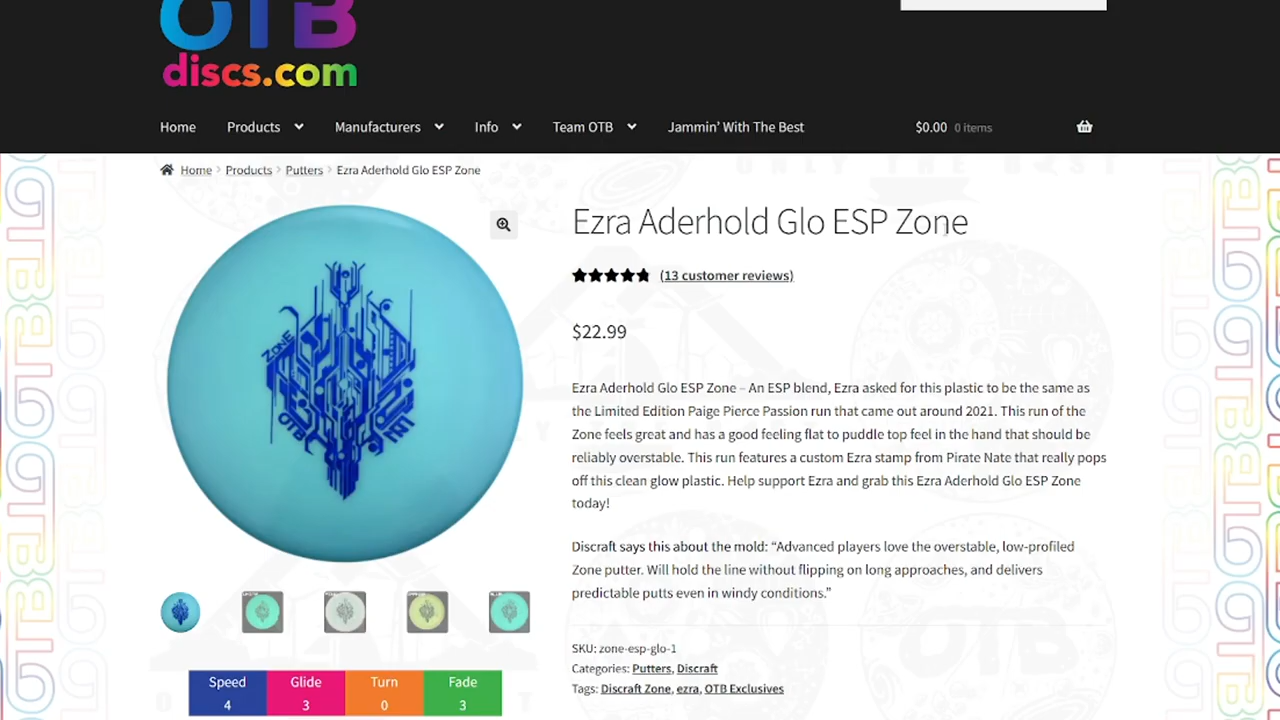 OTB
discs.com
Home Products Manufacturers Info Team OTB Jammin’ With The Best $0.00 0 items
Home > Products > Putters > Ezra Aderhold Glo ESP Zone
Ezra Aderhold Glo ESP Zone
(13 customer reviews)
$22.99
Ezra Aderhold Glo ESP Zone – An ESP blend, Ezra asked for this plastic to be the same as
the Limited Edition Paige Pierce Passion run that came out around 2021. This run of the
Zone feels great and has a good feeling flat to puddle top feel in the hand that should be
reliably overstable. This run features a custom Ezra stamp from Pirate Nate that really pops
off this clean glow plastic. Help support Ezra and grab this Ezra Aderhold Glo ESP Zone
today!
Discraft says this about the mold: “Advanced players love the overstable, low-profiled
Zone putter. Will hold the line without flipping on long approaches, and delivers
predictable putts even in windy conditions.”
SKU: zone-esp-glo-1
Categories: Putters, Discraft
Tags: Discraft Zone, ezra, OTB Exclusives
ZONE
OTB
Speed Glide Turn Fade
4 3 0 3